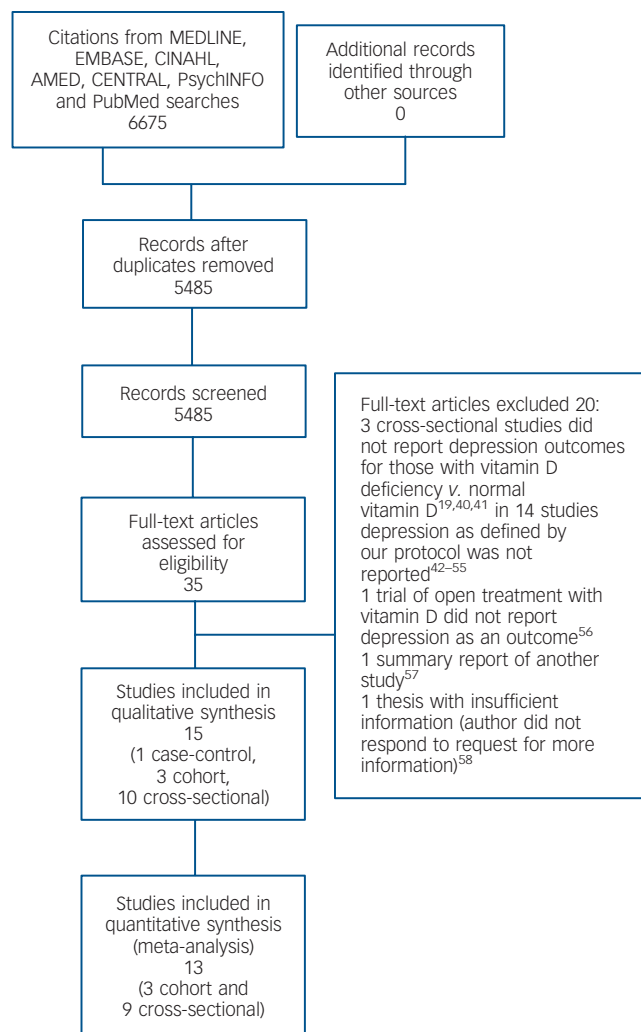 Citations from MEDLINE,
EMBASE, CINAHL,
AMED, CENTRAL, PsychINFO
and PubMed searches
6675
Additional records
identified through
other sources
0
Records after
duplicates removed
5485
Records screened
5485
Full-text articles
assessed for
eligibility
35
Full-text articles excluded 20:
3 cross-sectional studies did
not report depression outcomes
for those with vitamin D
deficiency v. normal
vitamin D19,40,41 in 14 studies
depression as defined by
our protocol was not
reported42–55
1 trial of open treatment with
vitamin D did not report
depression as an outcome56
1 summary report of another
study57
1 thesis with insufficient
information (author did not
respond to request for more
information)58
Studies included in
qualitative synthesis
15
(1 case-control,
3 cohort,
10 cross-sectional)
Studies included in
quantitative synthesis
(meta-analysis)
13
(3 cohort and
9 cross-sectional)